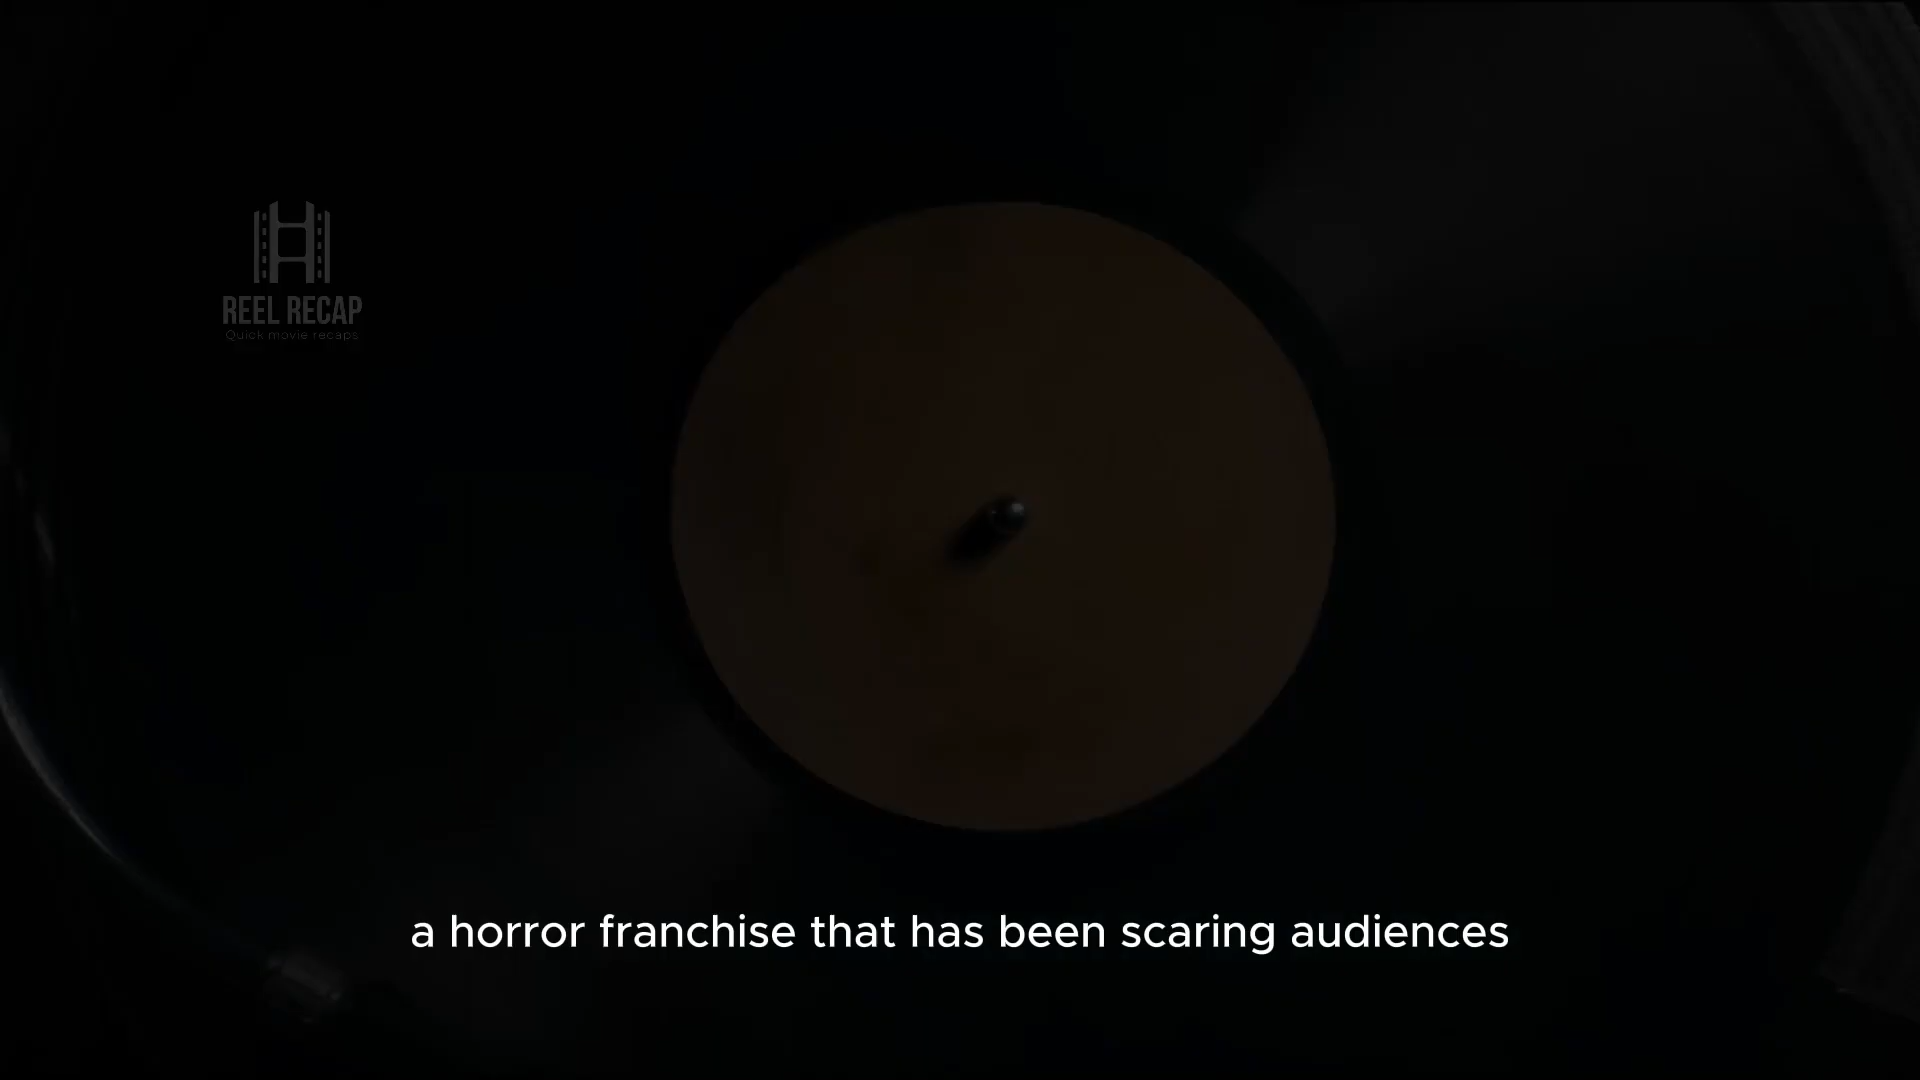 REEL RECAP
Quick movie recaps
a horror franchise that has been scaring audiences